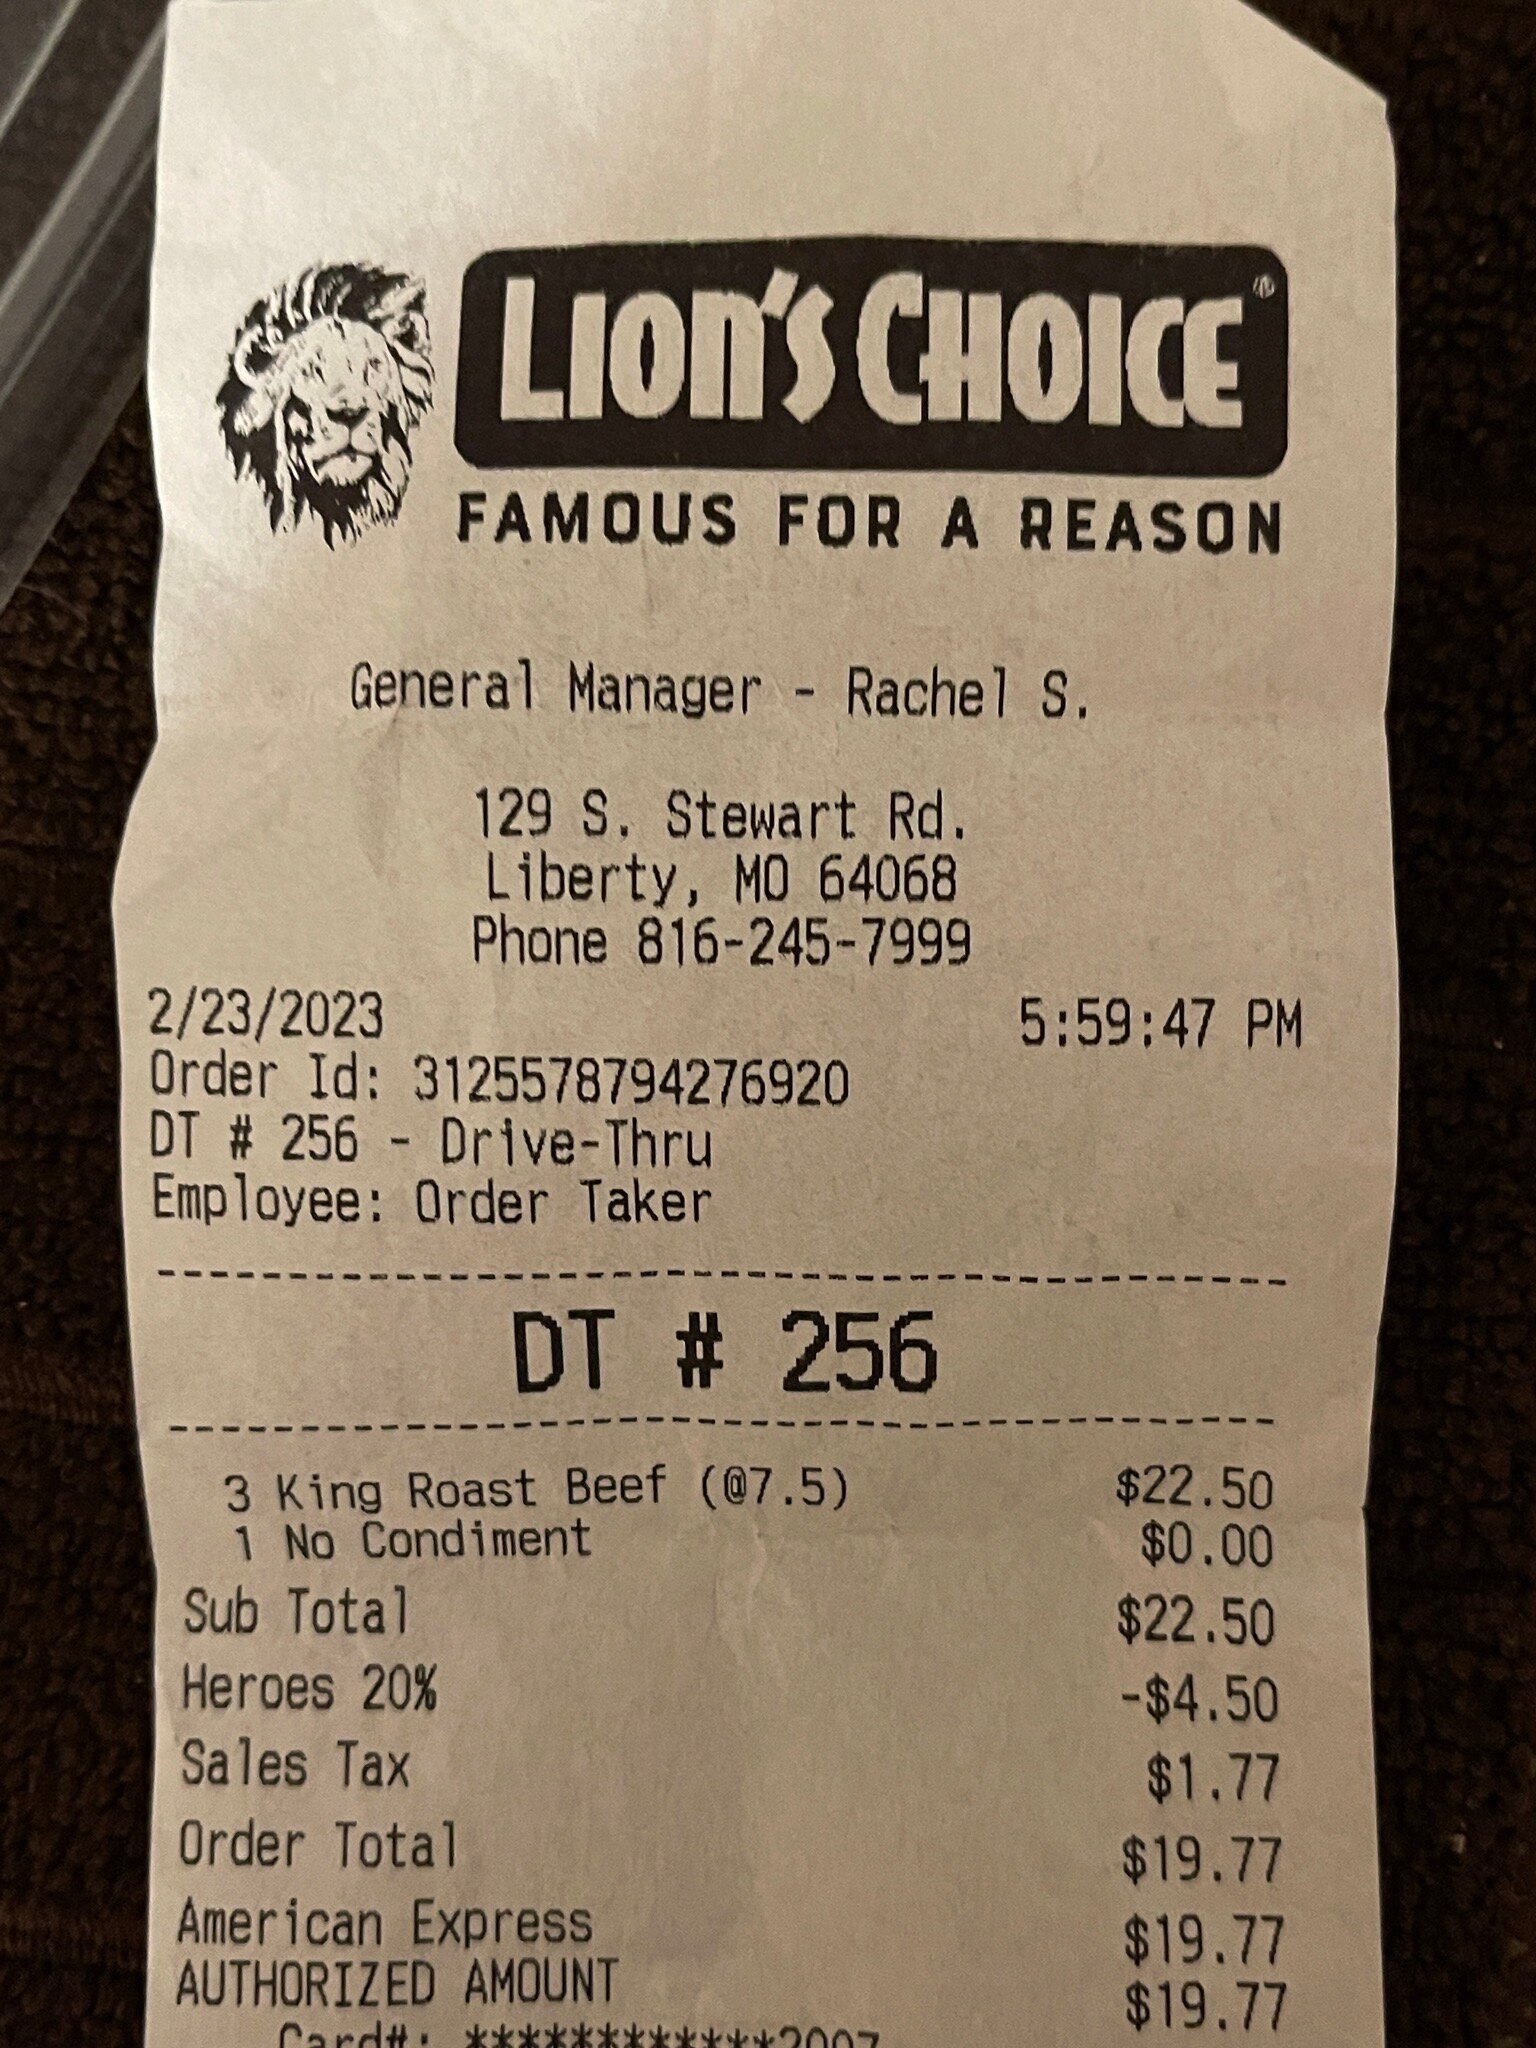 LION'S CHOICE®
FAMOUS FOR A REASON
General Manager - Rachel S.
129 S. Stewart Rd.
Liberty, MO 64068
Phone 816-245-7999
2/23/2023 5:59:47 PM
Order Id: 3125578794276920
DT # 256 - Drive-Thru
Employee: Order Taker
DT # 256
3 King Roast Beef (@7.5) $22.50
1 No Condiment $0.00
Sub Total $22.50
Heroes 20% -$4.50
Sales Tax $1.77
Order Total $19.77
American Express $19.77
AUTHORIZED AMOUNT $19.77
Card#: ************2007